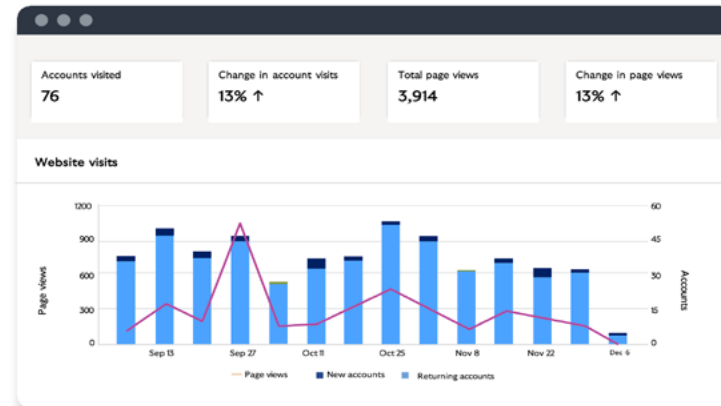 Accounts visited
76
Change in account visits
13% ↑
Total page views
3,914
Change in page views
13% ↑
Website visits
1200
900
600
300
0
Page views
60
45
30
15
0
Accounts
Sep 13
Sep 27
Oct 11
Oct 25
Nov 8
Nov 22
Dec 6
Page views
New accounts
Returning accounts